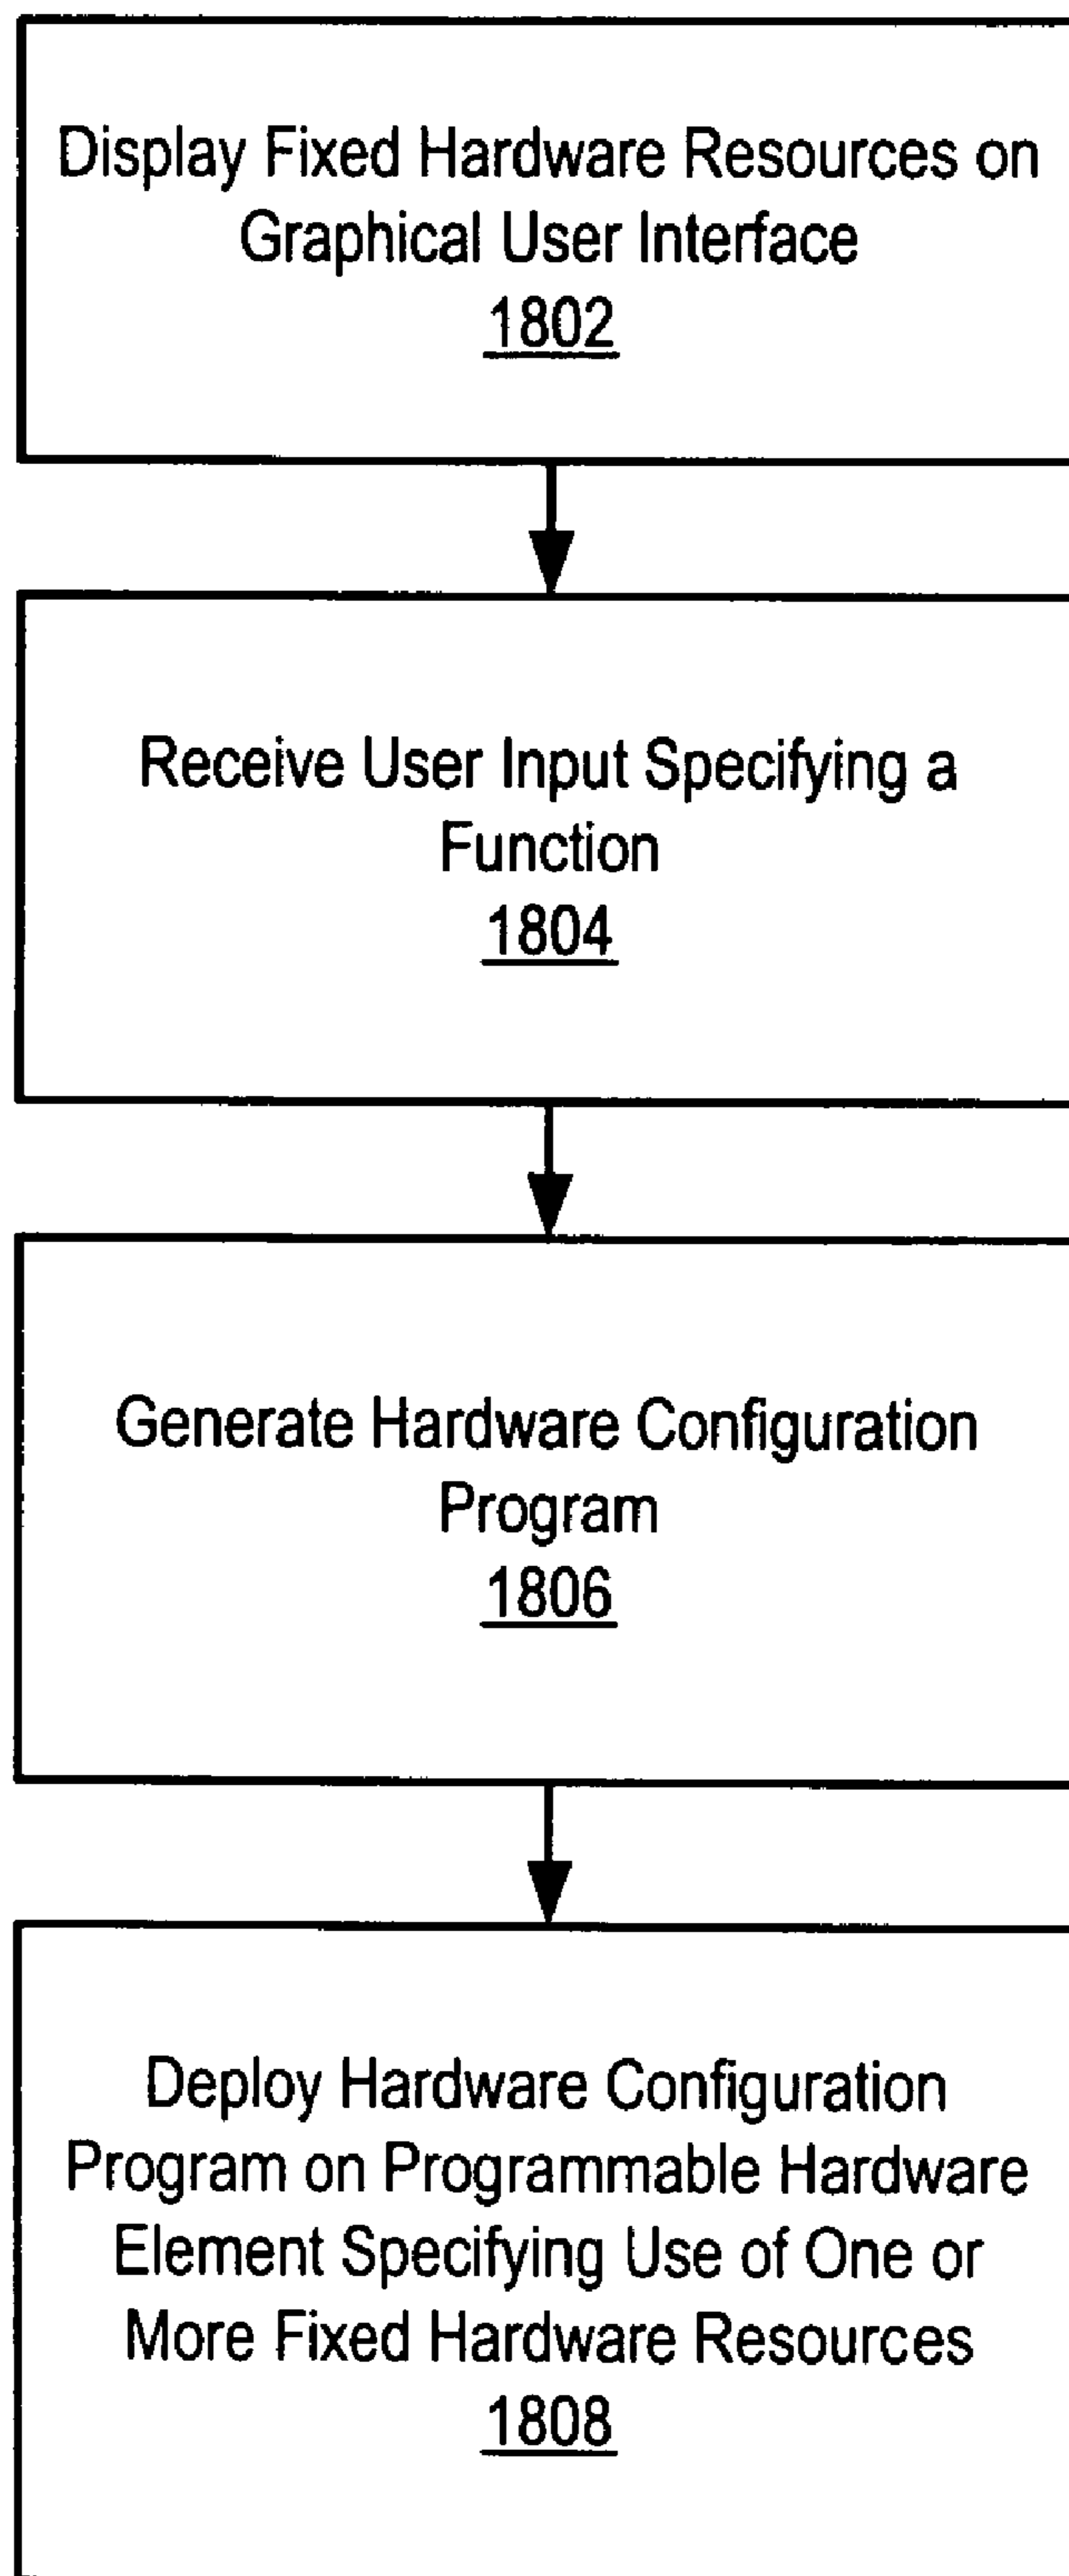 Display Fixed Hardware Resources on
Graphical User Interface
1802
Receive User Input Specifying a
Function
1804
Generate Hardware Configuration
Program
1806
Deploy Hardware Configuration
Program on Programmable Hardware
Element Specifying Use of One or
More Fixed Hardware Resources
1808